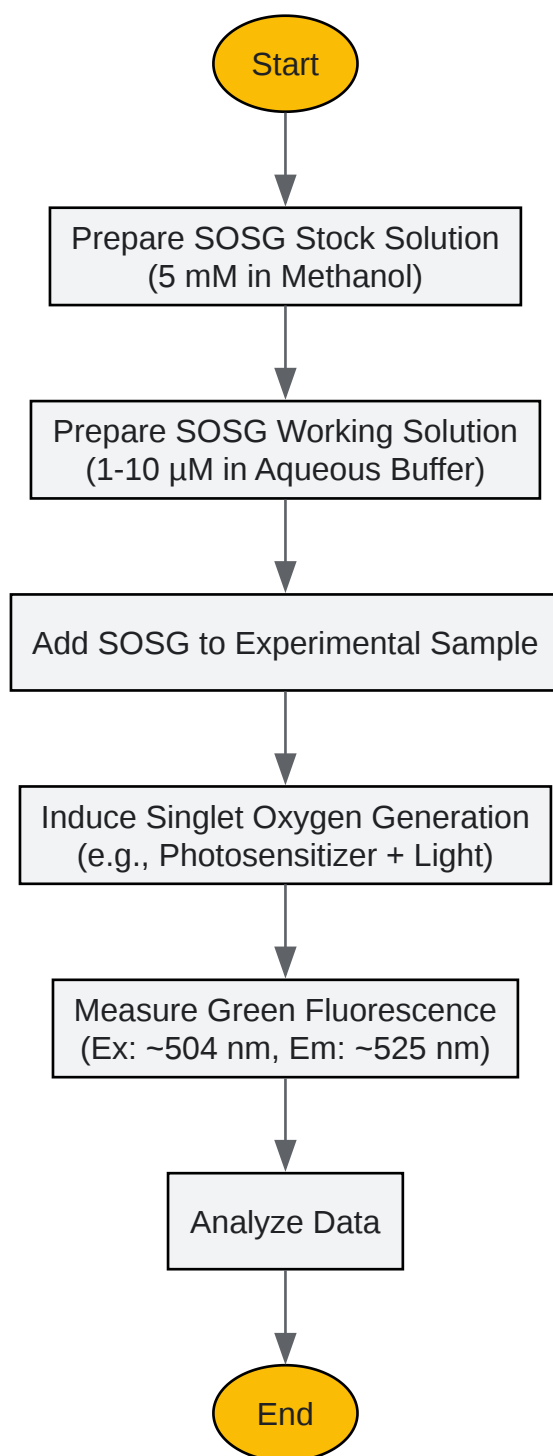 Start
Prepare SOSG Stock Solution
(5 mM in Methanol)
Prepare SOSG Working Solution
(1-10 µM in Aqueous Buffer)
Add SOSG to Experimental Sample
Induce Singlet Oxygen Generation
(e.g., Photosensitizer + Light)
Measure Green Fluorescence
(Ex: ~504 nm, Em: ~525 nm)
Analyze Data
End